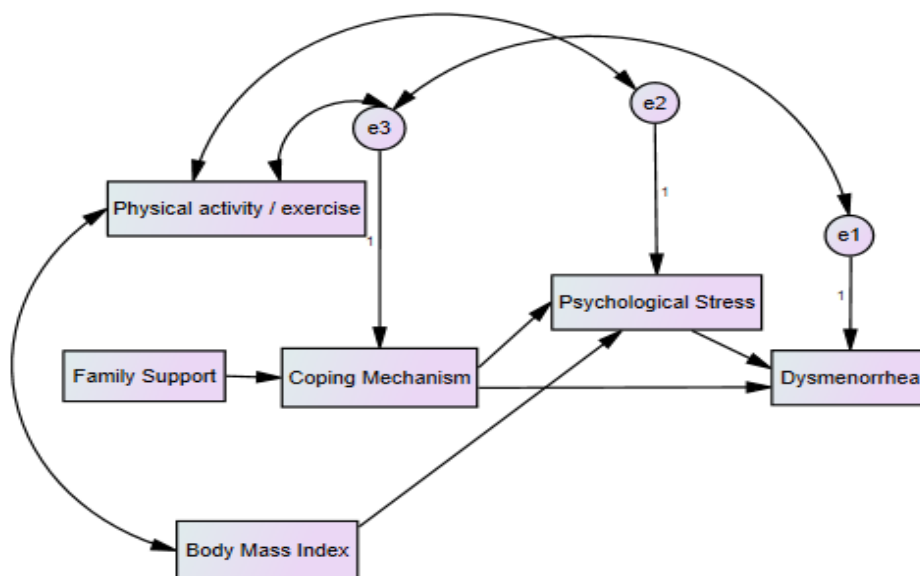 e2
e3
Physical activity / exercise
1
1
e1
Psychological Stress
1
Family Support
Coping Mechanism
Dysmenorrhea
Body Mass Index